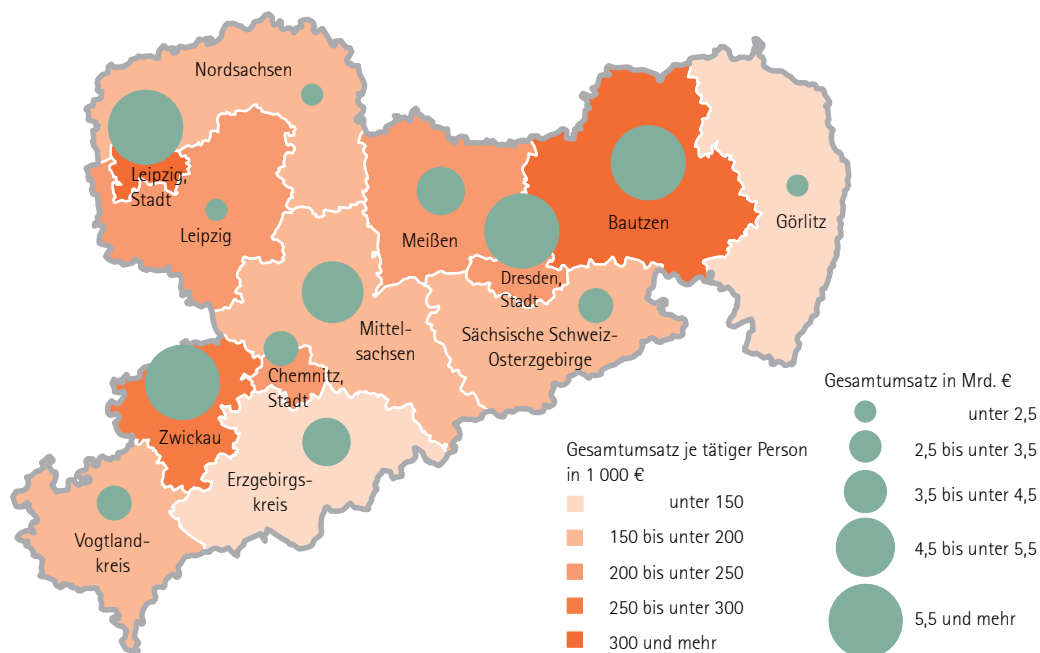 Nordsachsen
Leipzig,
Stadt
Leipzig
Meißen
Bautzen
Görlitz
Dresden,
Stadt
Mittel-
sachsen
Sächsische Schweiz-
Osterzgebirge
Chemnitz,
Stadt
Zwickau
Erzgebirgs-
kreis
Vogtland-
kreis
Gesamtumsatz je tätiger Person
in 1 000 €
unter 150
150 bis unter 200
200 bis unter 250
250 bis unter 300
300 und mehr
Gesamtumsatz in Mrd. €
unter 2,5
2,5 bis unter 3,5
3,5 bis unter 4,5
4,5 bis unter 5,5
5,5 und mehr